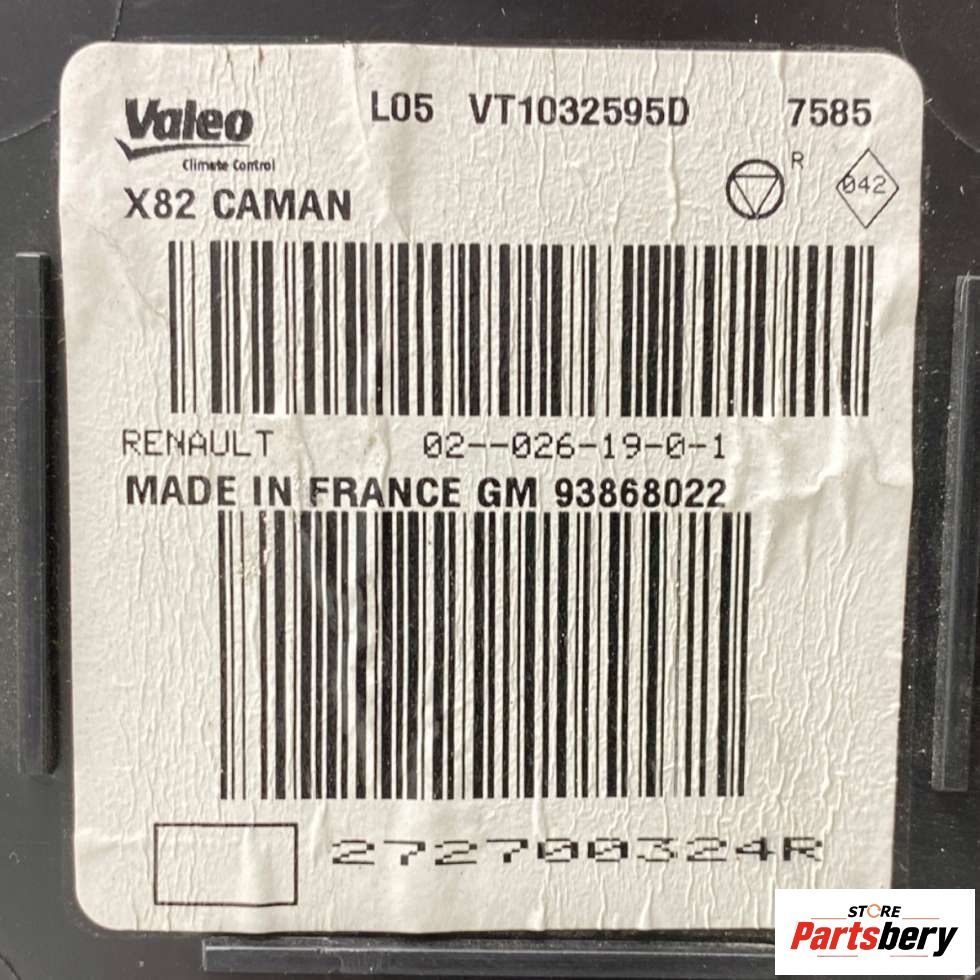 Valeo L05 VT1032595D 7585
Climate Control
R
042
X82 CAMAN
RENAULT 02--026-19-0-1
MADE IN FRANCE GM 93868022
272700324R
STORE
Partsbery